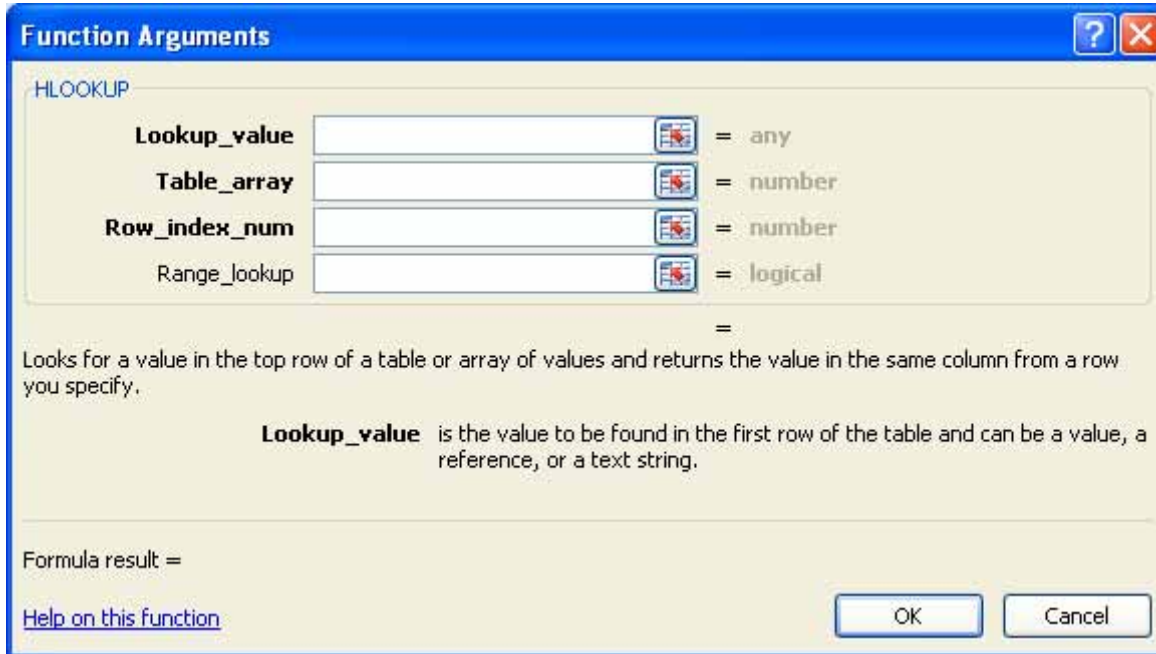 Function Arguments
HLOOKUP
Lookup_value = any
Table_array = number
Row_index_num = number
Range_lookup = logical
=
Looks for a value in the top row of a table or array of values and returns the value in the same column from a row
you specify.
Lookup_value is the value to be found in the first row of the table and can be a value, a
reference, or a text string.
Formula result =
Help on this function
OK Cancel